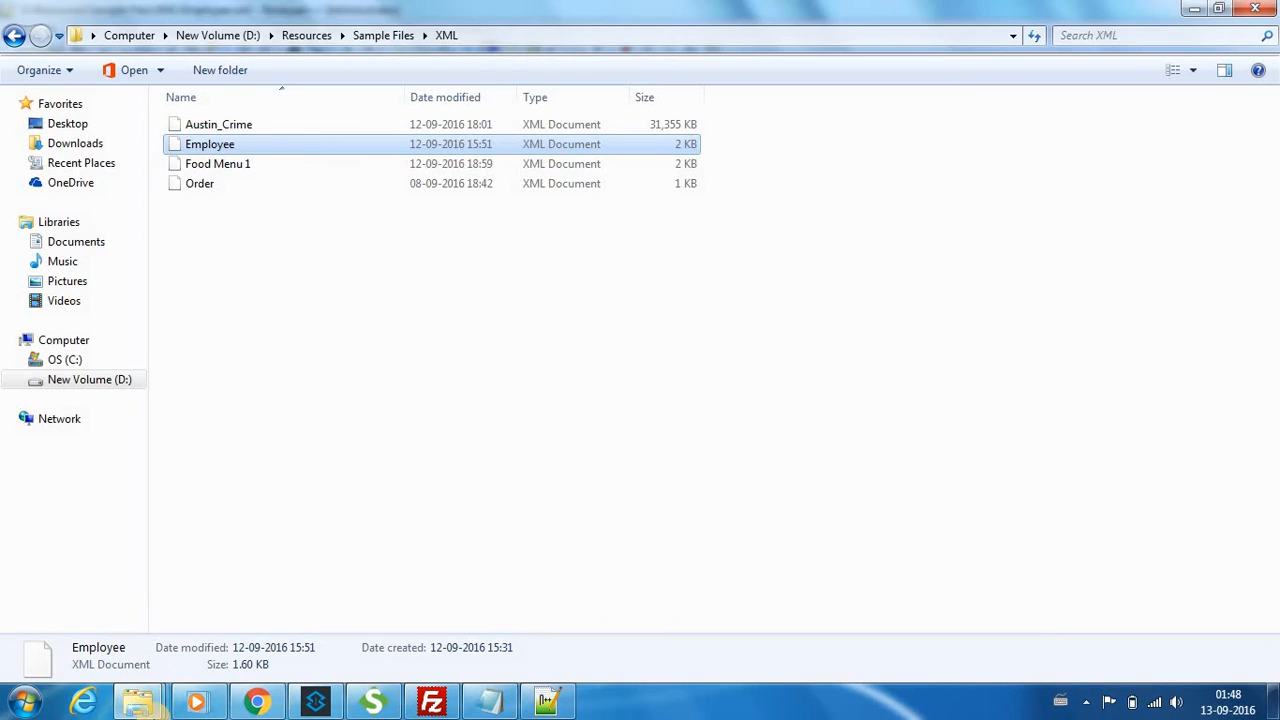 Computer New Volume (D:) Resources Sample Files XML Search XML
Organize Open New folder
Name Date modified Type Size
Favorites
Desktop
Downloads
Recent Places
OneDrive
Libraries
Documents
Music
Pictures
Videos
Computer
OS (C:)
New Volume (D:)
Network
Austin_Crime 12-09-2016 18:01 XML Document 31,355 KB
Employee 12-09-2016 15:51 XML Document 2 KB
Food Menu 1 12-09-2016 18:59 XML Document 2 KB
Order 08-09-2016 18:42 XML Document 1 KB
Employee Date modified: 12-09-2016 15:51 Date created: 12-09-2016 15:31
XML Document Size: 1.60 KB
01:48
13-09-2016